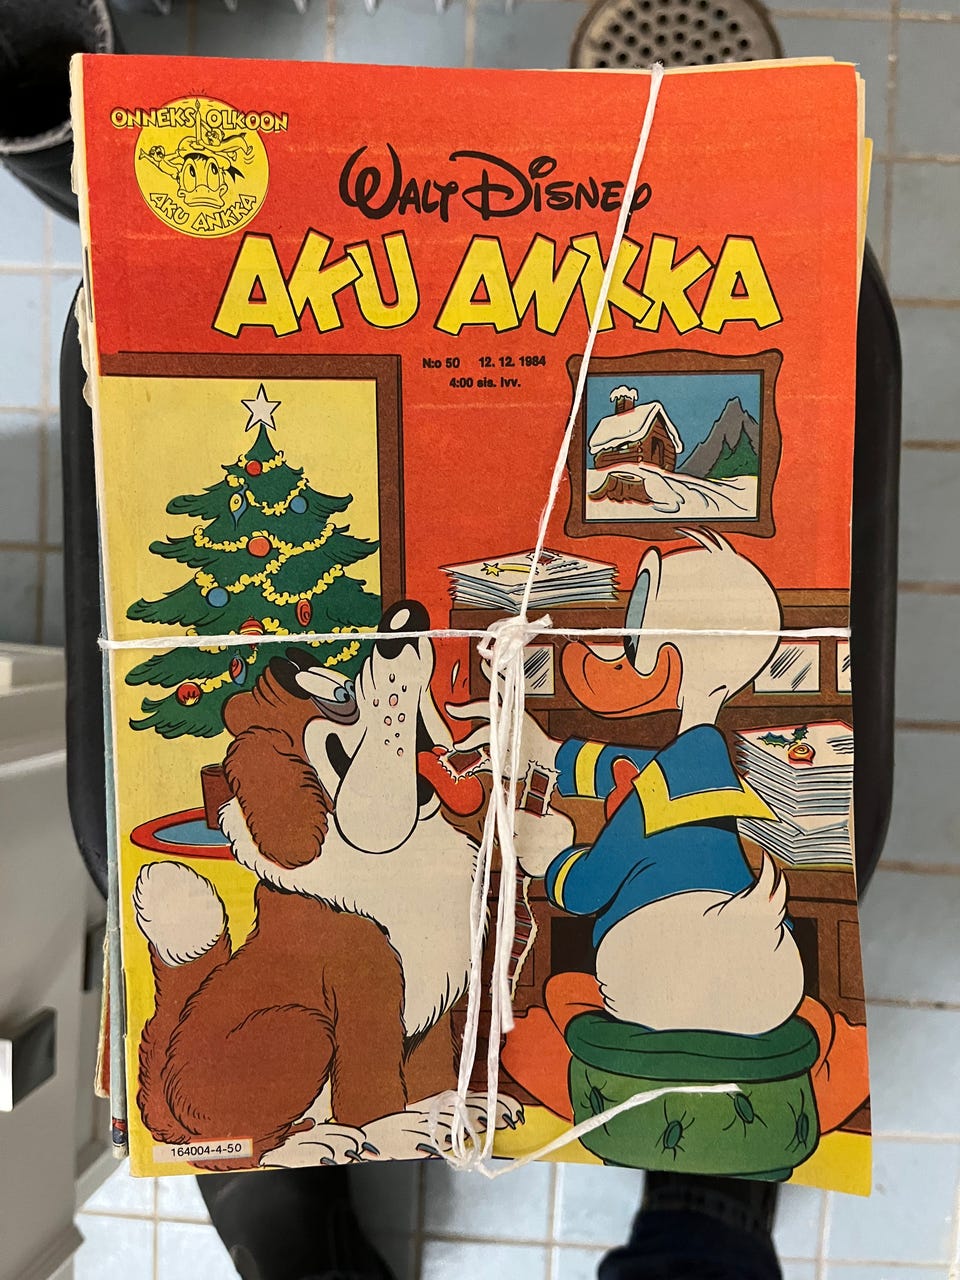 ONNEKSI OLKOON
AKU ANKKA
WALT DISNEY
AKU ANKKA
N:o 50 12. 12. 1984
4:00 sis. lvv.
164004-4-50